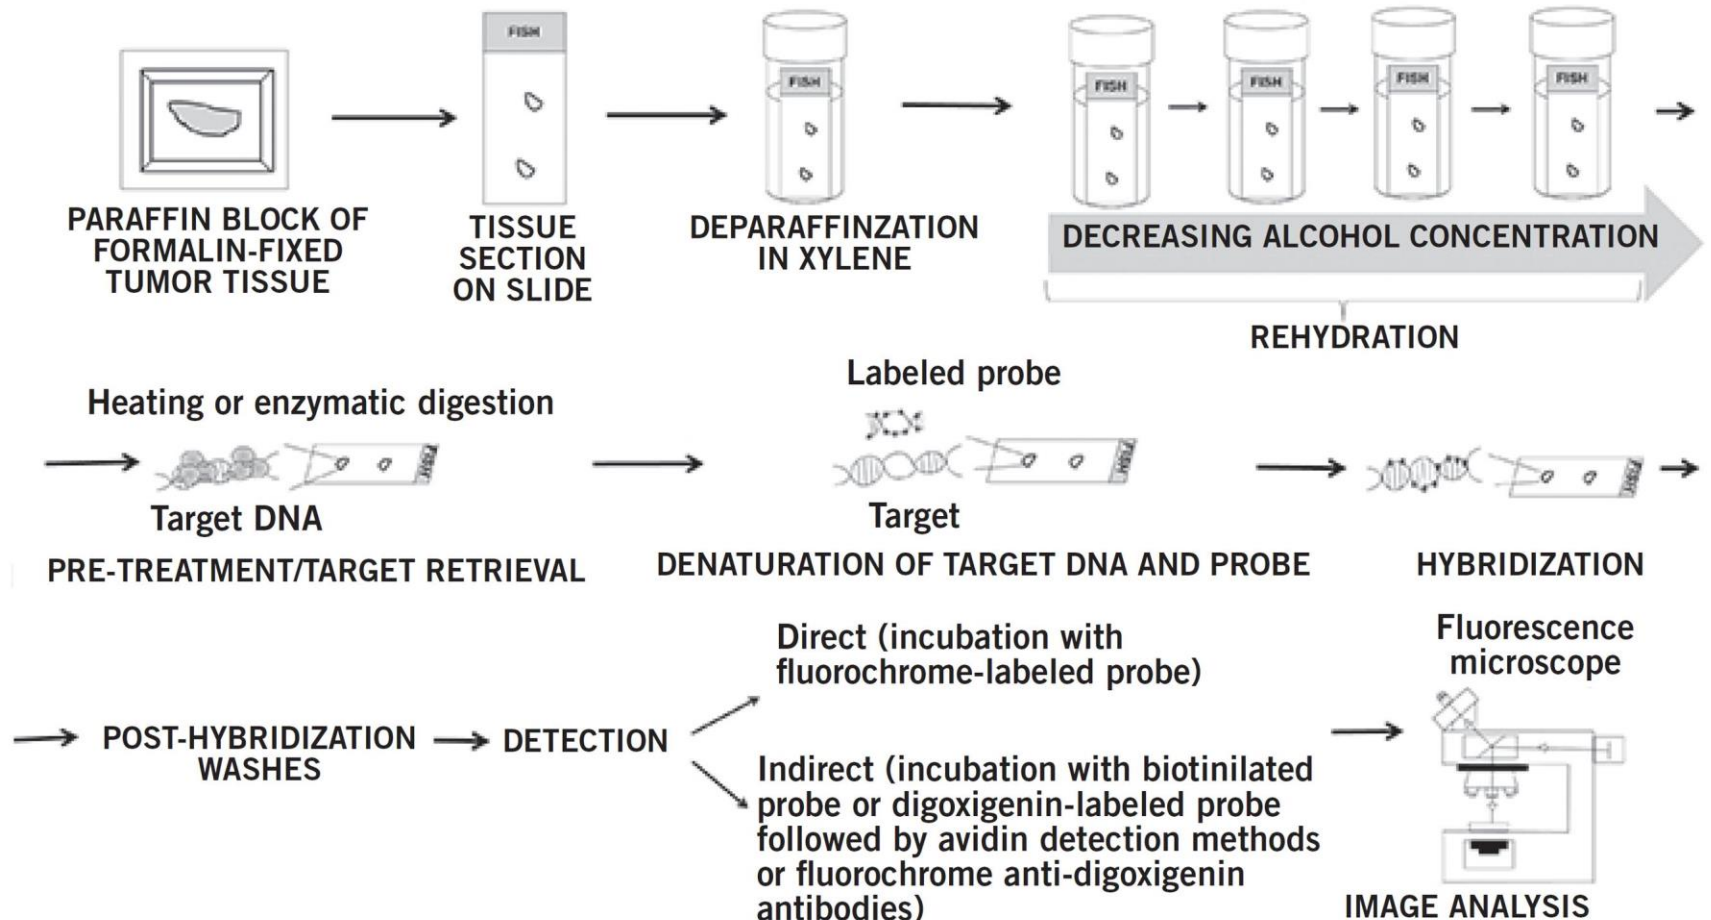 FISH
FISH
FISH
FISH
FISH
FISH
PARAFFIN BLOCK OF
FORMALIN-FIXED
TUMOR TISSUE
TISSUE
SECTION
ON SLIDE
DEPARAFFINZATION
IN XYLENE
DECREASING ALCOHOL CONCENTRATION
REHYDRATION
Heating or enzymatic digestion
FISH
Target DNA
PRE-TREATMENT/TARGET RETRIEVAL
Labeled probe
FISH
Target
DENATURATION OF TARGET DNA AND PROBE
FISH
HYBRIDIZATION
POST-HYBRIDIZATION
WASHES
DETECTION
Direct (incubation with
fluorochrome-labeled probe)
Indirect (incubation with biotinilated
probe or digoxigenin-labeled probe
followed by avidin detection methods
or fluorochrome anti-digoxigenin
antibodies)
Fluorescence
microscope
IMAGE ANALYSIS